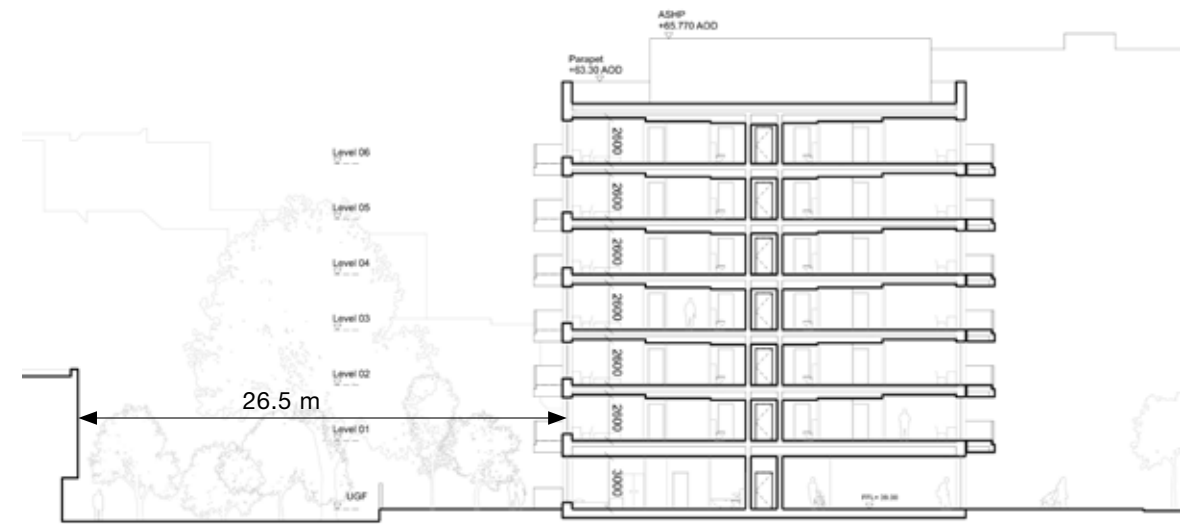 ASHP
+65.770 AOD
Parapet
+63.30 AOD
Level 06
2600
Level 05
2600
Level 04
2600
Level 03
2600
Level 02
2600
26.5 m
Level 01
2600
UGF
3000